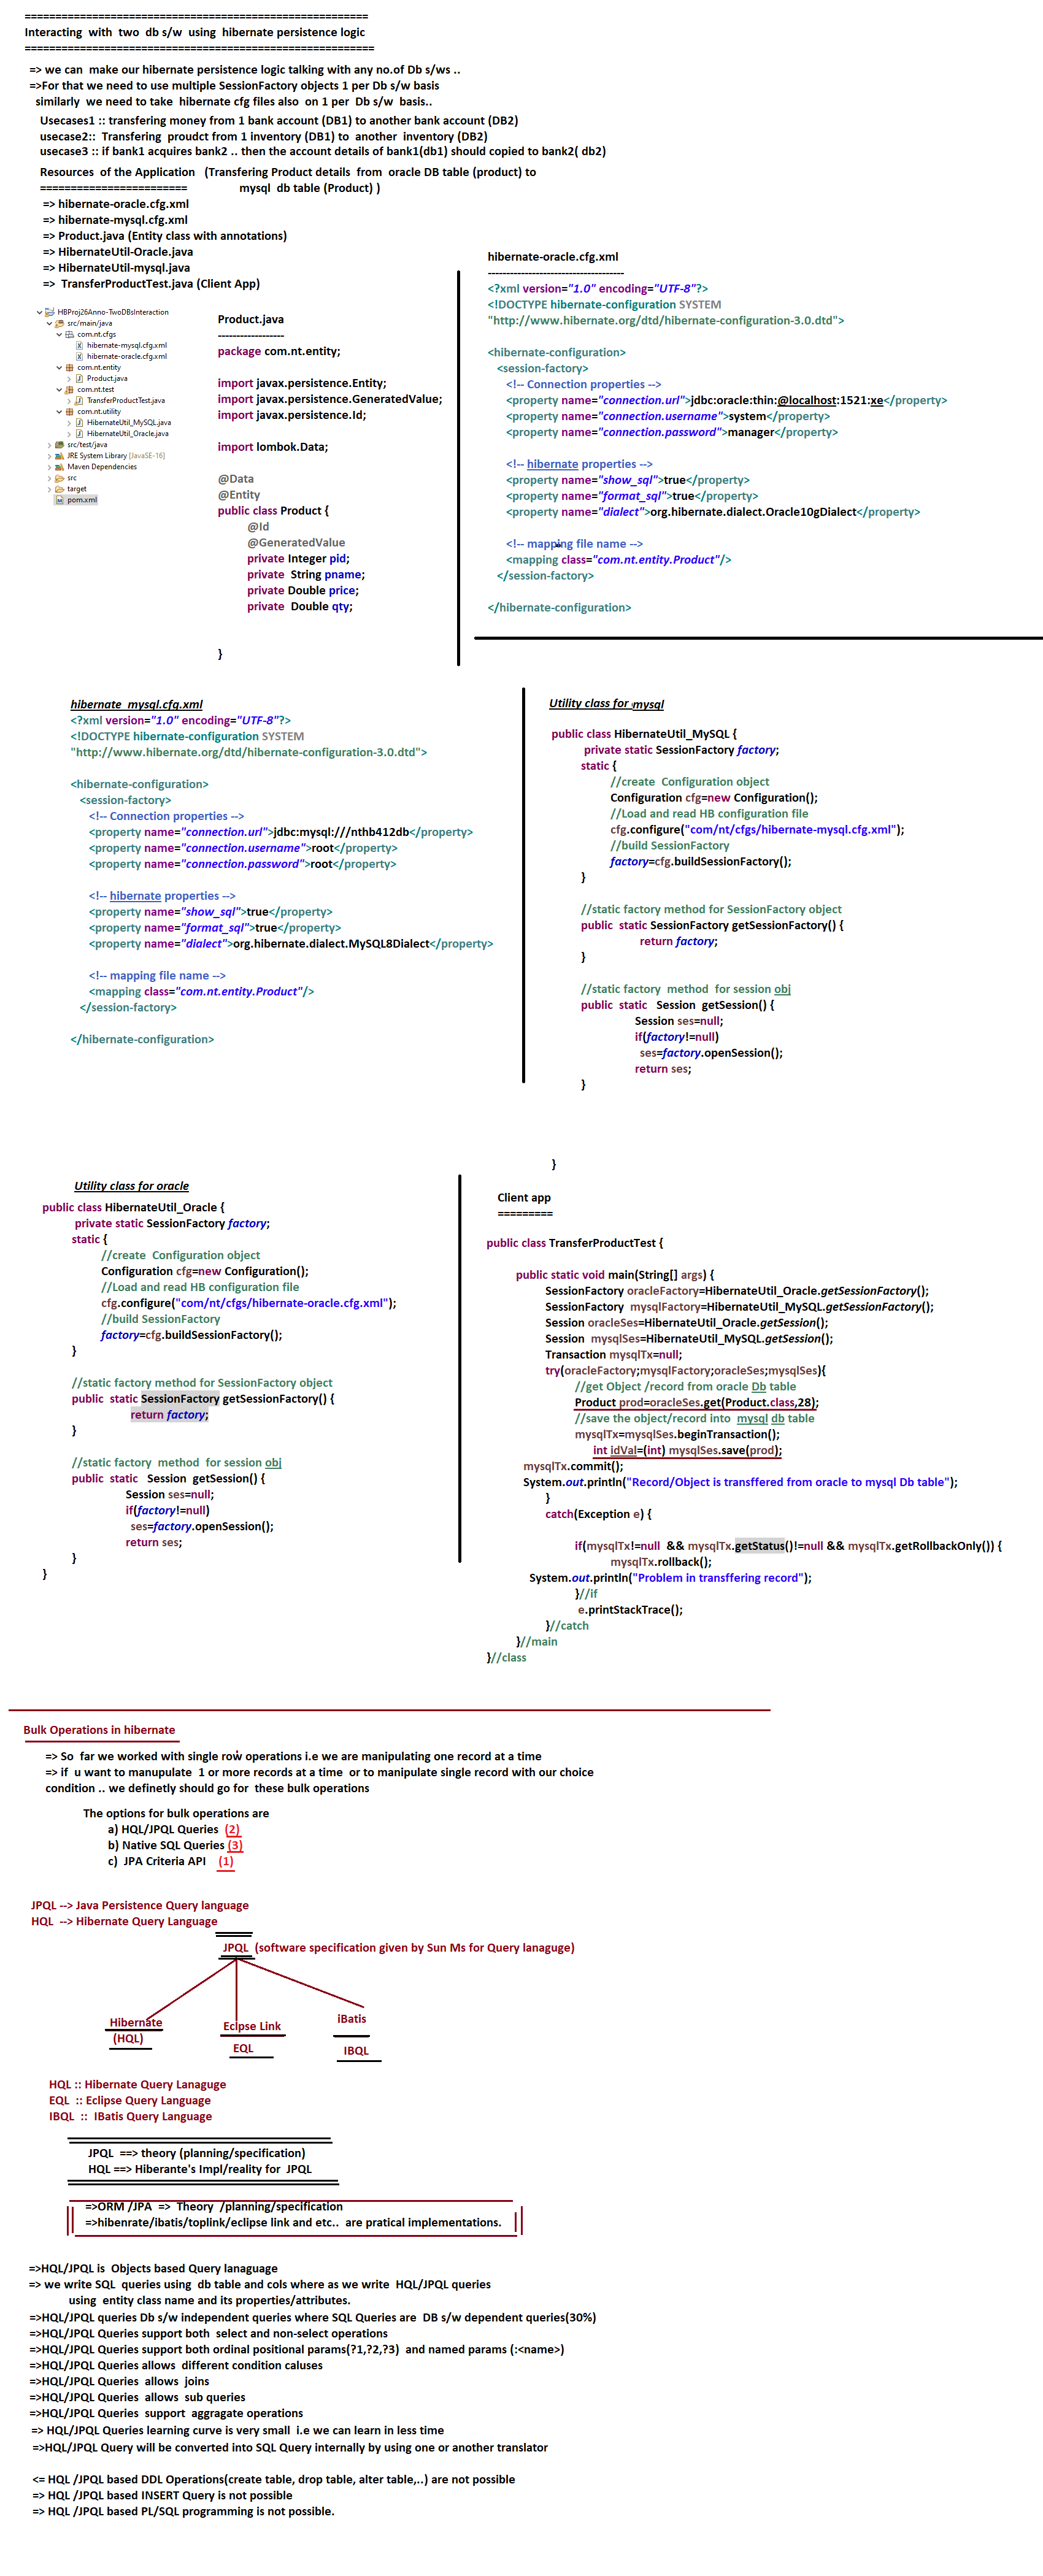 ========================================================
Interacting with two db s/w using hibernate persistence logic
=========================================================
=> we can make our hibernate persistence logic talking with any no.of Db s/ws ..
=>For that we need to use multiple SessionFactory objects 1 per Db s/w basis
similarly we need to take hibernate cfg files also on 1 per Db s/w basis..
Usecases1 :: transfering money from 1 bank account (DB1) to another bank account (DB2)
usecase2:: Transfering proudct from 1 inventory (DB1) to another inventory (DB2)
usecase3 :: if bank1 acquires bank2 .. then the account details of bank1(db1) should copied to bank2( db2)
Resources of the Application (Transfering Product details from oracle DB table (product) to
======================== mysql db table (Product) )
=> hibernate-oracle.cfg.xml
=> hibernate-mysql.cfg.xml
=> Product.java (Entity class with annotations)
=> HibernateUtil-Oracle.java
=> HibernateUtil-mysql.java
=> TransferProductTest.java (Client App)
HBProj26Anno-TwoDBsInteraction
src/main/java
com.nt.cfgs
hibernate-mysql.cfg.xml
hibernate-oracle.cfg.xml
com.nt.entity
Product.java
com.nt.test
TransferProductTest.java
com.nt.utility
HibernateUtil_MySQL.java
HibernateUtil_Oracle.java
src/test/java
JRE System Library [JavaSE-16]
Maven Dependencies
src
target
pom.xml
Product.java
------------------
package com.nt.entity;
import javax.persistence.Entity;
import javax.persistence.GeneratedValue;
import javax.persistence.Id;
import lombok.Data;
@Data
@Entity
public class Product {
@Id
@GeneratedValue
private Integer pid;
private String pname;
private Double price;
private Double qty;
}
hibernate-oracle.cfg.xml
-------------------------------------
<?xml version="1.0" encoding="UTF-8"?>
<!DOCTYPE hibernate-configuration SYSTEM
"http://www.hibernate.org/dtd/hibernate-configuration-3.0.dtd">
<hibernate-configuration>
<session-factory>
<!-- Connection properties -->
<property name="connection.url">jdbc:oracle:thin:@localhost:1521:xe</property>
<property name="connection.username">system</property>
<property name="connection.password">manager</property>
<!-- hibernate properties -->
<property name="show_sql">true</property>
<property name="format_sql">true</property>
<property name="dialect">org.hibernate.dialect.Oracle10gDialect</property>
<!-- mapping file name -->
<mapping class="com.nt.entity.Product"/>
</session-factory>
</hibernate-configuration>
hibernate_mysql.cfg.xml
<?xml version="1.0" encoding="UTF-8"?>
<!DOCTYPE hibernate-configuration SYSTEM
"http://www.hibernate.org/dtd/hibernate-configuration-3.0.dtd">
<hibernate-configuration>
<session-factory>
<!-- Connection properties -->
<property name="connection.url">jdbc:mysql:///nthb412db</property>
<property name="connection.username">root</property>
<property name="connection.password">root</property>
<!-- hibernate properties -->
<property name="show_sql">true</property>
<property name="format_sql">true</property>
<property name="dialect">org.hibernate.dialect.MySQL8Dialect</property>
<!-- mapping file name -->
<mapping class="com.nt.entity.Product"/>
</session-factory>
</hibernate-configuration>
Utility class for mysql
public class HibernateUtil_MySQL {
private static SessionFactory factory;
static {
//create Configuration object
Configuration cfg=new Configuration();
//Load and read HB configuration file
cfg.configure("com/nt/cfgs/hibernate-mysql.cfg.xml");
//build SessionFactory
factory=cfg.buildSessionFactory();
}
//static factory method for SessionFactory object
public static SessionFactory getSessionFactory() {
return factory;
}
//static factory method for session obj
public static Session getSession() {
Session ses=null;
if(factory!=null)
ses=factory.openSession();
return ses;
}
}
Utility class for oracle
public class HibernateUtil_Oracle {
private static SessionFactory factory;
static {
//create Configuration object
Configuration cfg=new Configuration();
//Load and read HB configuration file
cfg.configure("com/nt/cfgs/hibernate-oracle.cfg.xml");
//build SessionFactory
factory=cfg.buildSessionFactory();
}
//static factory method for SessionFactory object
public static SessionFactory getSessionFactory() {
return factory;
}
//static factory method for session obj
public static Session getSession() {
Session ses=null;
if(factory!=null)
ses=factory.openSession();
return ses;
}
}
Client app
=========
public class TransferProductTest {
public static void main(String[] args) {
SessionFactory oracleFactory=HibernateUtil_Oracle.getSessionFactory();
SessionFactory mysqlFactory=HibernateUtil_MySQL.getSessionFactory();
Session oracleSes=HibernateUtil_Oracle.getSession();
Session mysqlSes=HibernateUtil_MySQL.getSession();
Transaction mysqlTx=null;
try(oracleFactory;mysqlFactory;oracleSes;mysqlSes){
//get Object /record from oracle Db table
Product prod=oracleSes.get(Product.class,28);
//save the object/record into mysql db table
mysqlTx=mysqlSes.beginTransaction();
int idVal=(int) mysqlSes.save(prod);
mysqlTx.commit();
System.out.println("Record/Object is transffered from oracle to mysql Db table");
}
catch(Exception e) {
if(mysqlTx!=null && mysqlTx.getStatus()!=null && mysqlTx.getRollbackOnly()) {
mysqlTx.rollback();
System.out.println("Problem in transffering record");
}//if
e.printStackTrace();
}//catch
}//main
}//class
Bulk Operations in hibernate
=> So far we worked with single row operations i.e we are manipulating one record at a time
=> if u want to manupulate 1 or more records at a time or to manipulate single record with our choice
condition .. we definetly should go for these bulk operations
The options for bulk operations are
a) HQL/JPQL Queries (2)
b) Native SQL Queries (3)
c) JPA Criteria API (1)
JPQL --> Java Persistence Query language
HQL --> Hibernate Query Language
JPQL (software specification given by Sun Ms for Query lanaguge)
Hibernate
(HQL)
Eclpse Link
EQL
iBatis
IBQL
HQL :: Hibernate Query Lanaguge
EQL :: Eclipse Query Language
IBQL :: IBatis Query Language
JPQL ==> theory (planning/specification)
HQL ==> Hiberante's Impl/reality for JPQL
=>ORM /JPA => Theory /planning/specification
=>hibenrate/ibatis/toplink/eclipse link and etc.. are pratical implementations.
=>HQL/JPQL is Objects based Query lanaguage
=> we write SQL queries using db table and cols where as we write HQL/JPQL queries
using entity class name and its properties/attributes.
=>HQL/JPQL queries Db s/w independent queries where SQL Queries are DB s/w dependent queries(30%)
=>HQL/JPQL Queries support both select and non-select operations
=>HQL/JPQL Queries support both ordinal positional params(?1,?2,?3) and named params (:<name>)
=>HQL/JPQL Queries allows different condition caluses
=>HQL/JPQL Queries allows joins
=>HQL/JPQL Queries allows sub queries
=>HQL/JPQL Queries support aggragate operations
=> HQL/JPQL Queries learning curve is very small i.e we can learn in less time
=>HQL/JPQL Query will be converted into SQL Query internally by using one or another translator
<= HQL /JPQL based DDL Operations(create table, drop table, alter table,..) are not possible
=> HQL /JPQL based INSERT Query is not possible
=> HQL /JPQL based PL/SQL programming is not possible.